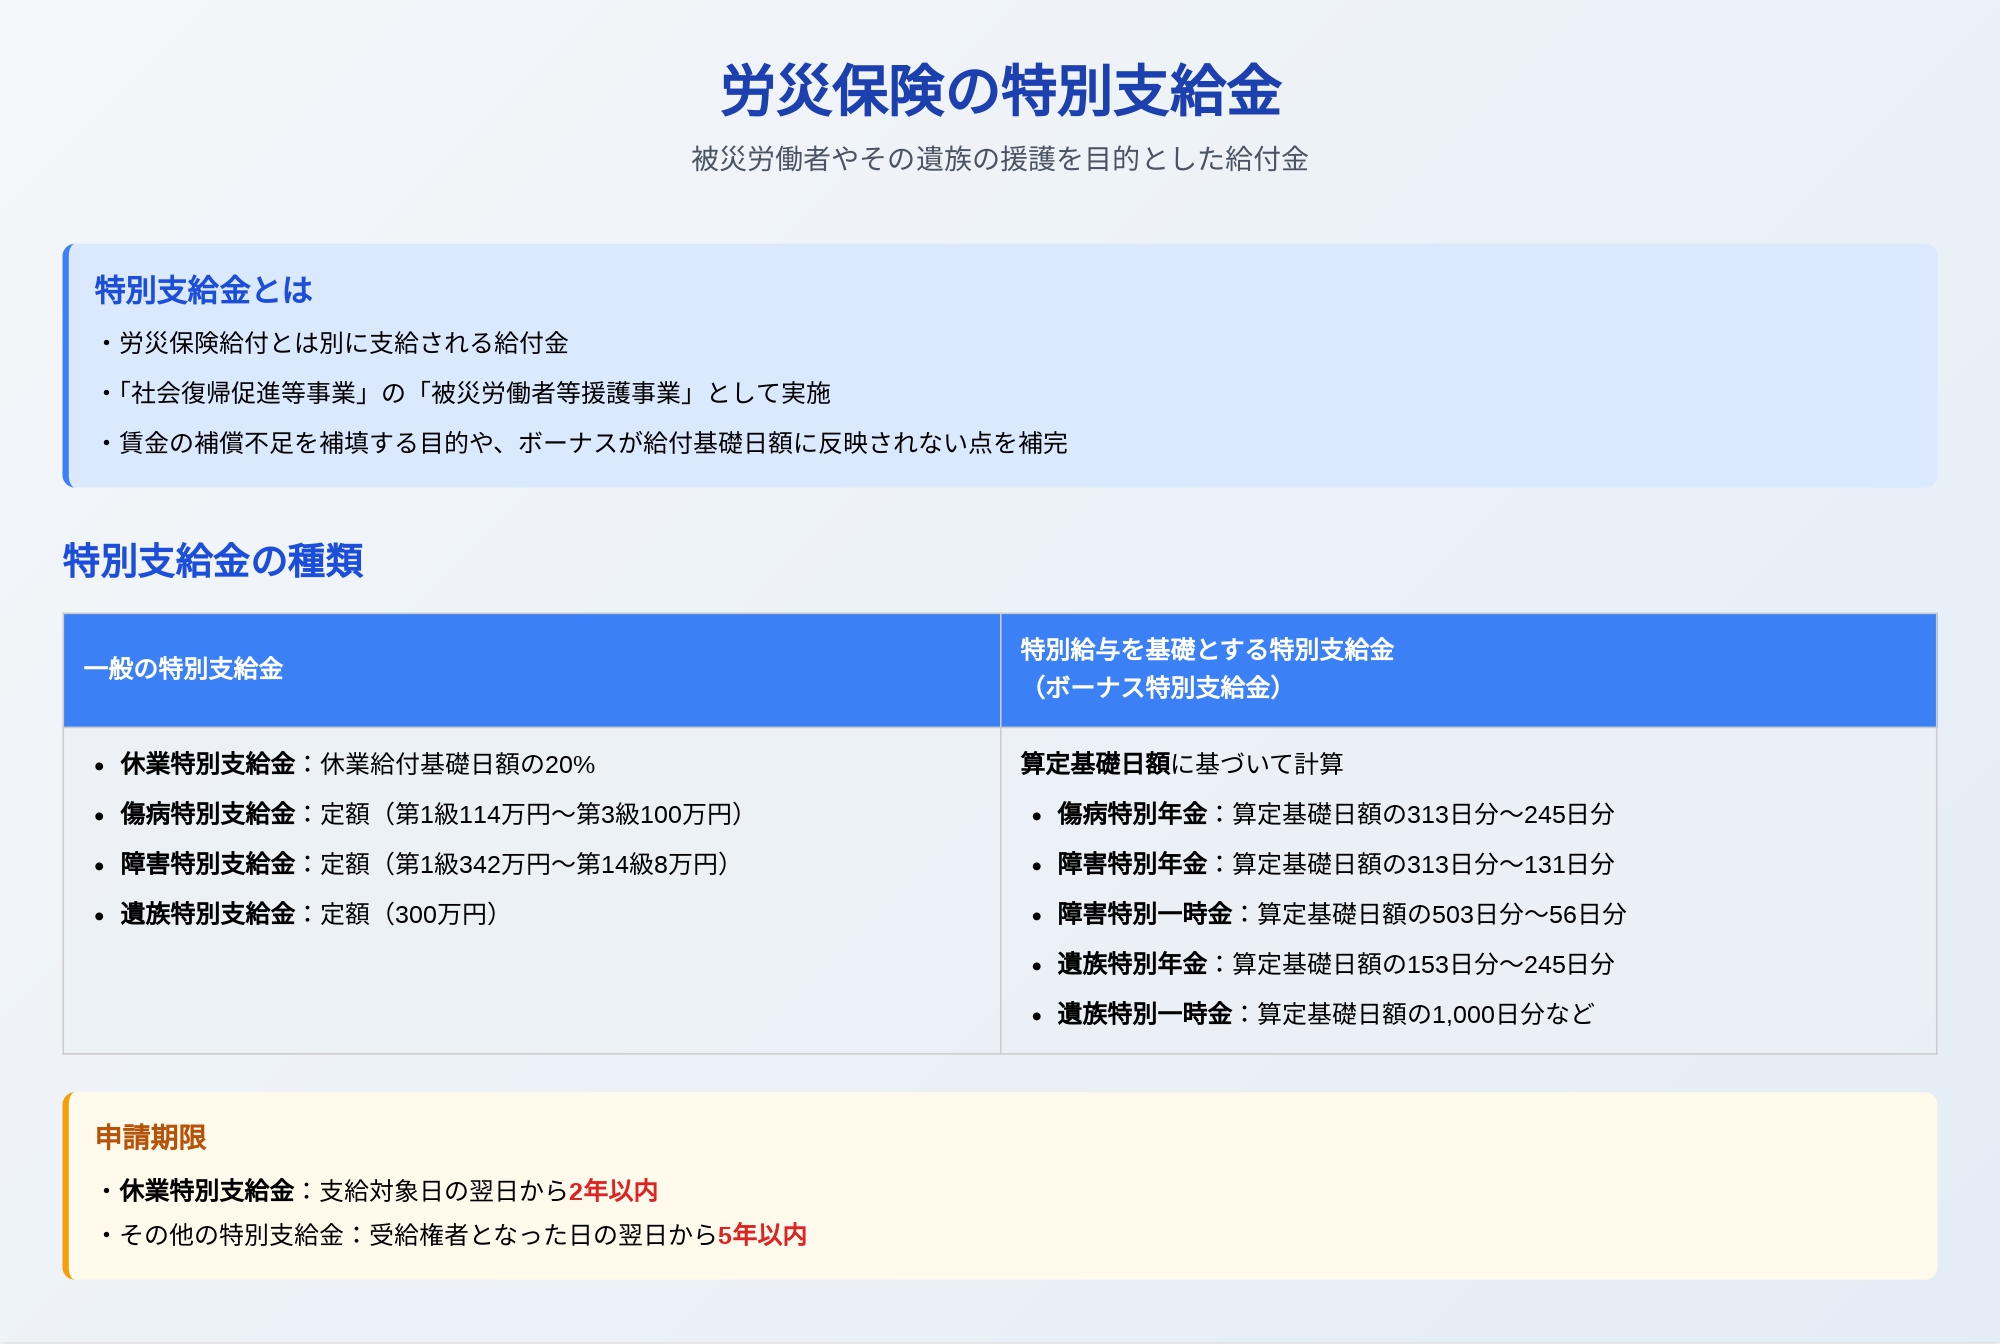 労災保険の特別支給金
被災労働者やその遺族の援護を目的とした給付金
特別支給金とは
・労災保険給付とは別に支給される給付金
・「社会復帰促進等事業」の「被災労働者等援護事業」として実施
・賃金の補償不足を補填する目的や、ボーナスが給付基礎日額に反映されない点を補完
特別支給金の種類
一般の特別支給金
特別給与を基礎とする特別支給金
（ボーナス特別支給金）
• 休業特別支給金：休業給付基礎日額の20%
• 傷病特別支給金：定額（第1級114万円～第3級100万円）
• 障害特別支給金：定額（第1級342万円～第14級8万円）
• 遺族特別支給金：定額（300万円）
算定基礎日額に基づいて計算
• 傷病特別年金：算定基礎日額の313日分～245日分
• 障害特別年金：算定基礎日額の313日分～131日分
• 障害特別一時金：算定基礎日額の503日分～56日分
• 遺族特別年金：算定基礎日額の153日分～245日分
• 遺族特別一時金：算定基礎日額の1,000日分など
申請期限
・休業特別支給金：支給対象日の翌日から2年以内
・その他の特別支給金：受給権者となった日の翌日から5年以内